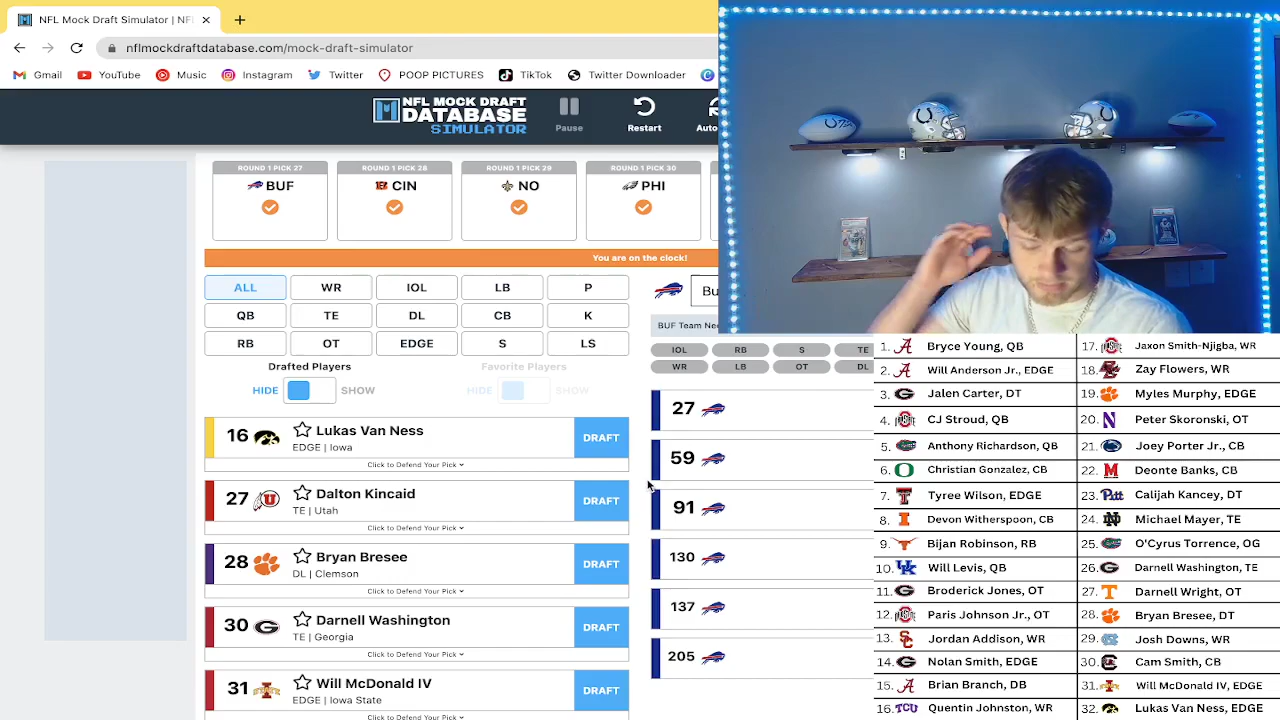 NFL Mock Draft Simulator | NFL
nflmockdraftdatabase.com/mock-draft-simulator
Gmail YouTube Music Instagram Twitter POOP PICTURES TikTok Twitter Downloader
NFL MOCK DRAFT
DATABASE
SIMULATOR
Pause Restart Auto
ROUND 1 PICK 27 ROUND 1 PICK 28 ROUND 1 PICK 29 ROUND 1 PICK 30
BUF CIN NO PHI
You are on the clock!
ALL WR IOL LB P
QB TE DL CB K
RB OT EDGE S LS
Drafted Players Favorite Players
HIDE SHOW HIDE SHOW
16 Lukas Van Ness DRAFT
EDGE | Iowa
Click to Defend Your Pick
27 Dalton Kincaid DRAFT
TE | Utah
Click to Defend Your Pick
28 Bryan Bresee DRAFT
DL | Clemson
Click to Defend Your Pick
30 Darnell Washington DRAFT
TE | Georgia
Click to Defend Your Pick
31 Will McDonald IV DRAFT
EDGE | Iowa State
Click to Defend Your Pick
Bu
BUF Team Nee
IOL RB S TE
WR LB OT DL
27
59
91
130
137
205
1. Bryce Young, QB
2. Will Anderson Jr., EDGE
3. Jalen Carter, DT
4. CJ Stroud, QB
5. Anthony Richardson, QB
6. Christian Gonzalez, CB
7. Tyree Wilson, EDGE
8. Devon Witherspoon, CB
9. Bijan Robinson, RB
10. Will Levis, QB
11. Broderick Jones, OT
12. Paris Johnson Jr., OT
13. Jordan Addison, WR
14. Nolan Smith, EDGE
15. Brian Branch, DB
16. Quentin Johnston, WR
17. Jaxon Smith-Njigba, WR
18. Zay Flowers, WR
19. Myles Murphy, EDGE
20. Peter Skoronski, OT
21. Joey Porter Jr., CB
22. Deonte Banks, CB
23. Calijah Kancey, DT
24. Michael Mayer, TE
25. O'Cyrus Torrence, OG
26. Darnell Washington, TE
27. Darnell Wright, OT
28. Bryan Bresee, DT
29. Josh Downs, WR
30. Cam Smith, CB
31. Will McDonald IV, EDGE
32. Lukas Van Ness, EDGE